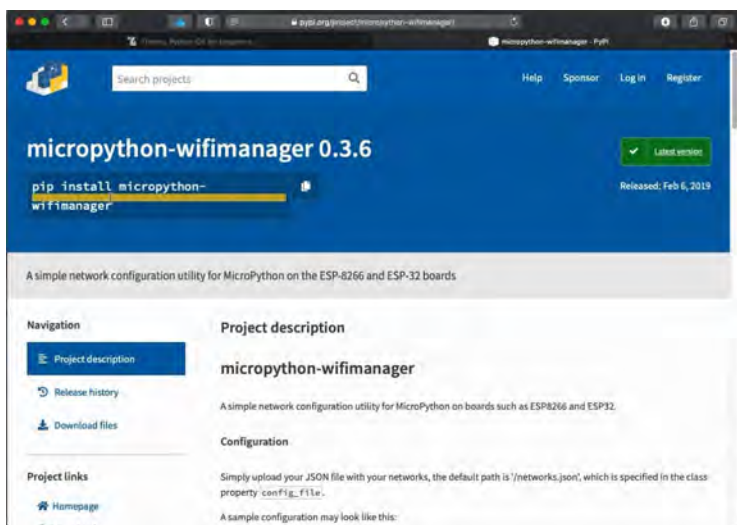 pypi.org/project/micropython-wifimanager/
micropython-wifimanager · PyPI
Search projects
Help
Sponsor
Log in
Register
micropython-wifimanager 0.3.6
Latest version
pip install micropython-
wifimanager
Released: Feb 6, 2019
A simple network configuration utility for MicroPython on the ESP-8266 and ESP-32 boards
Navigation
Project description
Release history
Download files
Project links
Homepage
Project description
micropython-wifimanager
A simple network configuration utility for MicroPython on boards such as ESP8266 and ESP32.
Configuration
Simply upload your JSON file with your networks, the default path is '/networks.json', which is specified in the class
property config_file.
A sample configuration may look like this: